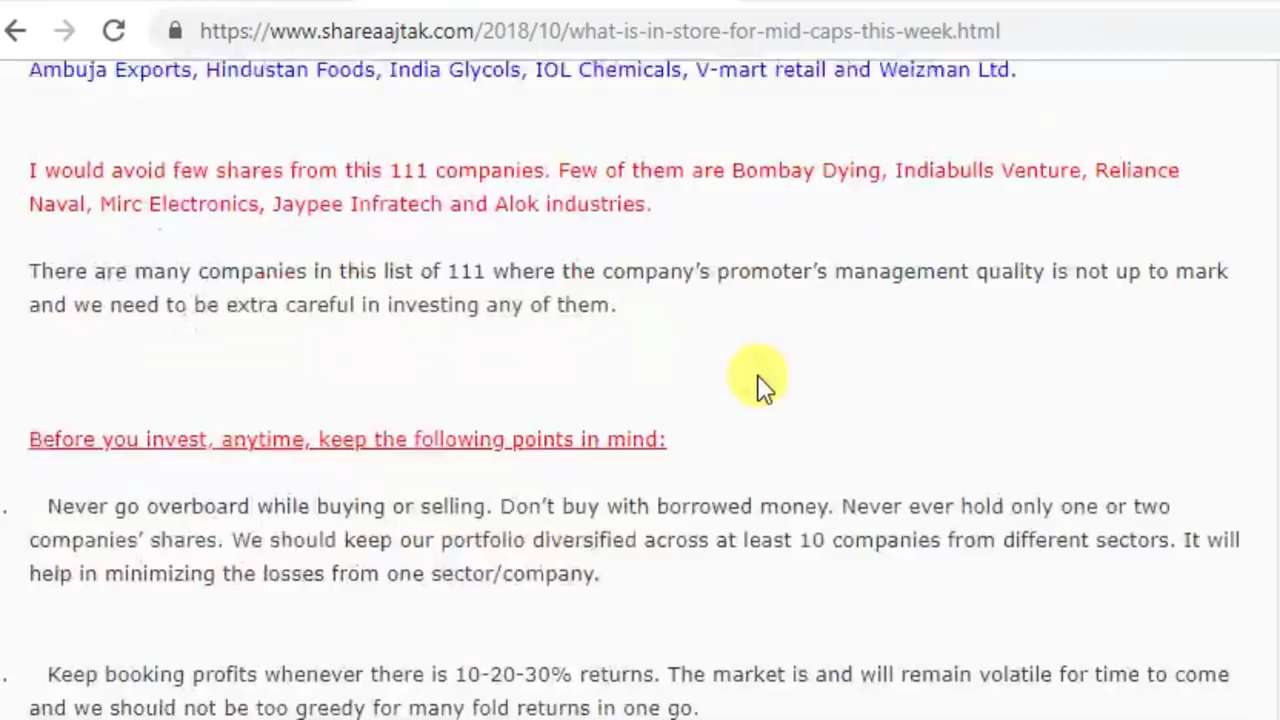 https://www.shareaajtak.com/2018/10/what-is-in-store-for-mid-caps-this-week.html
Ambuja Exports, Hindustan Foods, India Glycols, IOL Chemicals, V-mart retail and Weizman Ltd.
I would avoid few shares from this 111 companies. Few of them are Bombay Dying, Indiabulls Venture, Reliance
Naval, Mirc Electronics, Jaypee Infratech and Alok industries.
There are many companies in this list of 111 where the company’s promoter’s management quality is not up to mark
and we need to be extra careful in investing any of them.
Before you invest, anytime, keep the following points in mind:
. Never go overboard while buying or selling. Don’t buy with borrowed money. Never ever hold only one or two
companies’ shares. We should keep our portfolio diversified across at least 10 companies from different sectors. It will
help in minimizing the losses from one sector/company.
. Keep booking profits whenever there is 10-20-30% returns. The market is and will remain volatile for time to come
and we should not be too greedy for many fold returns in one go.